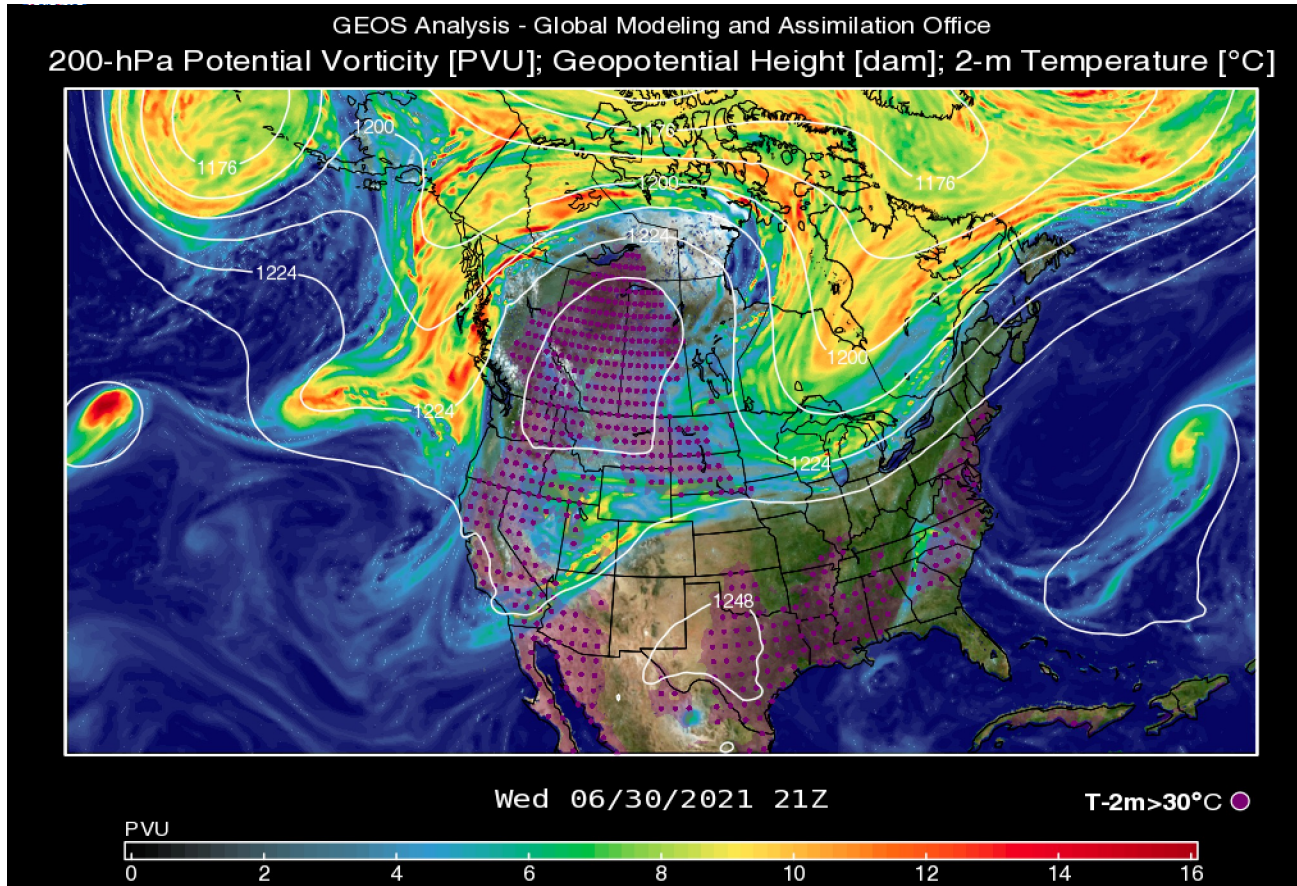 GEOS Analysis - Global Modeling and Assimilation Office
200-hPa Potential Vorticity [PVU]; Geopotential Height [dam]; 2-m Temperature [°C]
1200
1176
1176
1200
1176
1224
1224
1200
1224
1224
1248
Wed 06/30/2021 21Z
T-2m>30°C
PVU
0 2 4 6 8 10 12 14 16